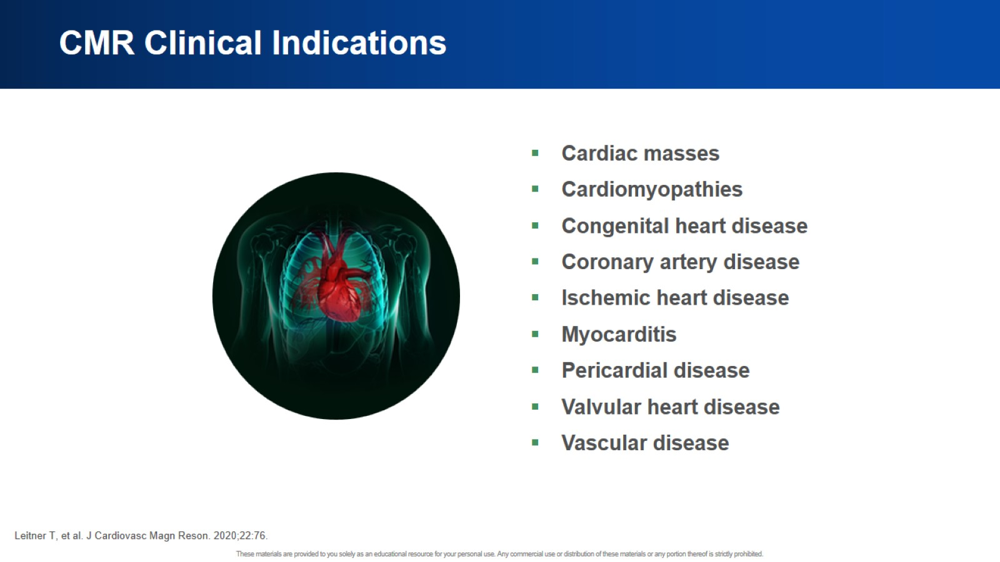 CMR Clinical Indications
Cardiac masses
Cardiomyopathies
Congenital heart disease
Coronary artery disease
Ischemic heart disease
Myocarditis
Pericardial disease
Valvular heart disease
Vascular disease
Leitner T, et al. J Cardiovasc Magn Reson. 2020;22:76.
These materials are provided to you solely as an educational resource for your personal use. Any commercial use or distribution of these materials or any portion thereof is strictly prohibited.